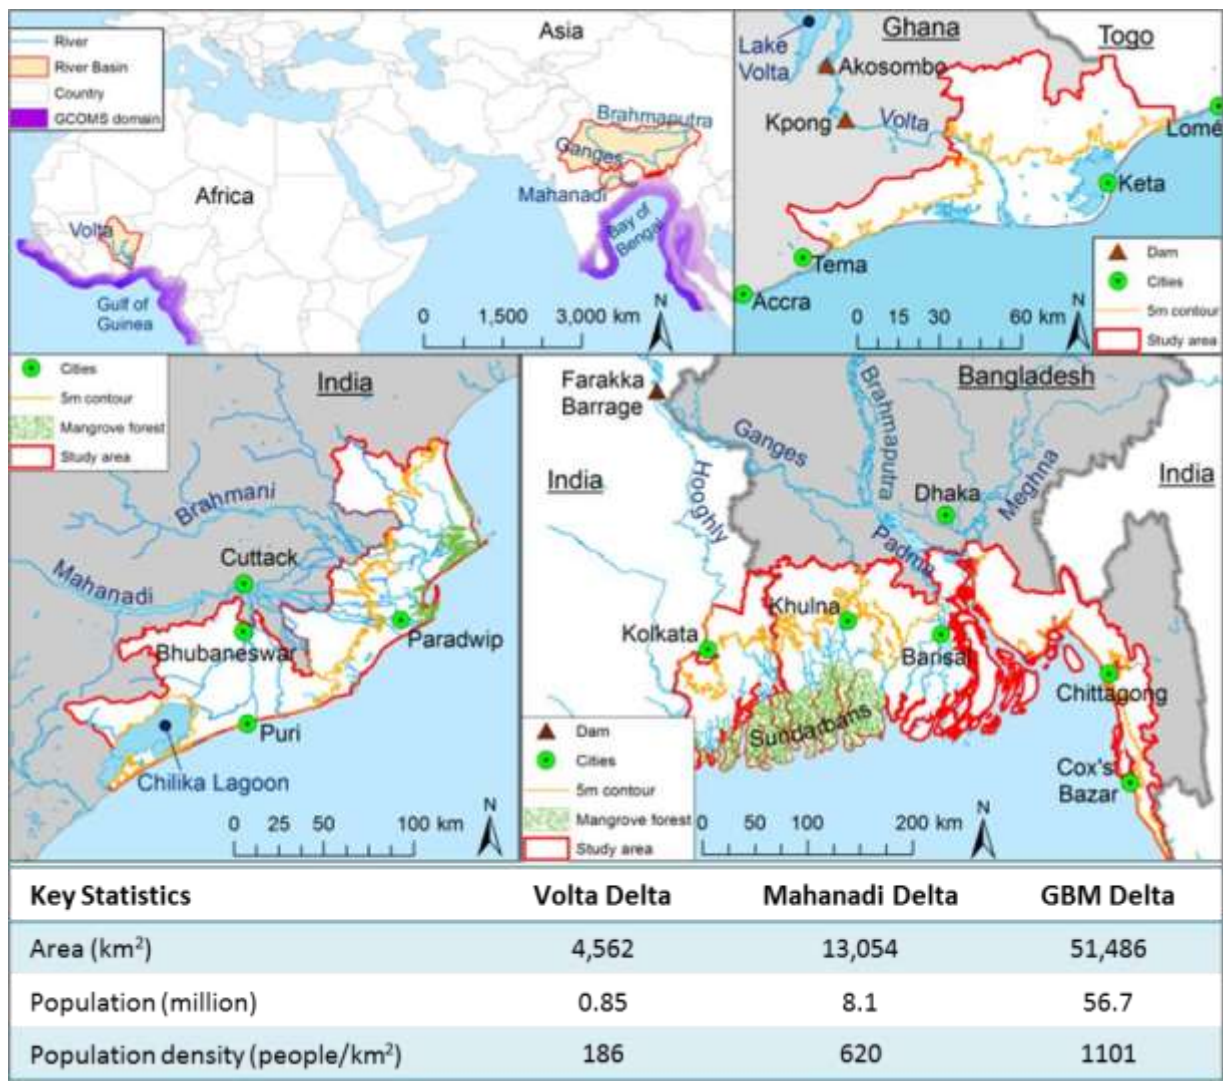 River
River Basin
Country
GCOMS domain
Asia
Africa
Brahmaputra
Ganges
Mahanadi
Bay of
Bengal
Volta
Gulf of
Guinea
0 1,500 3,000 km
N
Ghana
Togo
Lake
Volta
Akosombo
Kpong
Volta
Lomé
Keta
Tema
Accra
Dam
Cities
5m contour
Study area
0 15 30 60 km
N
Cities
5m contour
Mangrove forest
Study area
India
Brahmani
Cuttack
Mahanadi
Bhubaneswar
Paradwip
Puri
Chilika Lagoon
0 25 50 100 km
N
Farakka
Barrage
Bangladesh
Brahmaputra
Ganges
India
Hooghly
Dhaka
Meghna
India
Padma
Khulna
Kolkata
Barisal
Chittagong
Sundarbans
Cox's
Bazar
Dam
Cities
5m contour
Mangrove forest
Study area
0 50 100 200 km
N
Key Statistics Volta Delta Mahanadi Delta GBM Delta
Area (km²) 4,562 13,054 51,486
Population (million) 0.85 8.1 56.7
Population density (people/km²) 186 620 1101